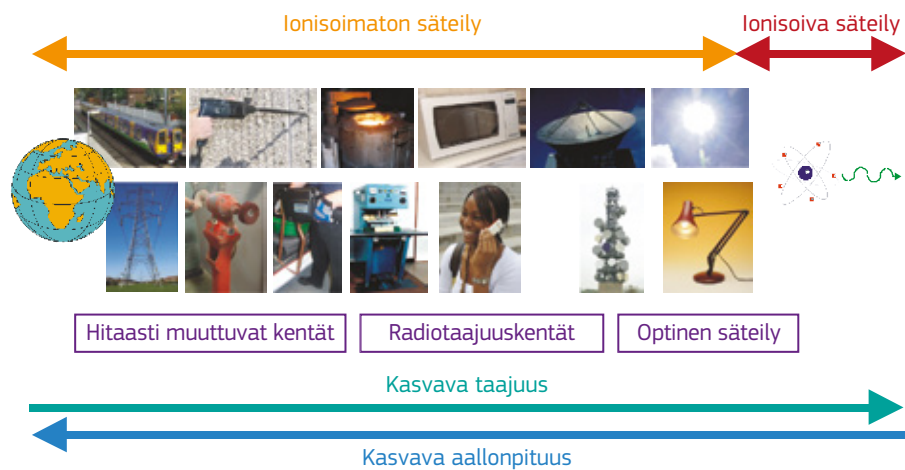 Ionisoimaton säteily
Ionisoiva säteily
Hitaasti muuttuvat kentät
Radiotaajuuskentät
Optinen säteily
Kasvava taajuus
Kasvava aallonpituus